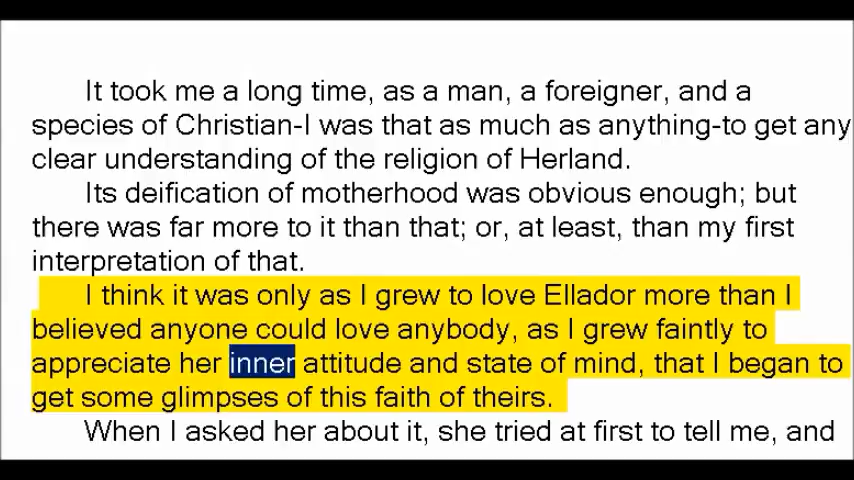 It took me a long time, as a man, a foreigner, and a
species of Christian-I was that as much as anything-to get any
clear understanding of the religion of Herland.
Its deification of motherhood was obvious enough; but
there was far more to it than that; or, at least, than my first
interpretation of that.
I think it was only as I grew to love Ellador more than I
believed anyone could love anybody, as I grew faintly to
appreciate her inner attitude and state of mind, that I began to
get some glimpses of this faith of theirs.
When I asked her about it, she tried at first to tell me, and